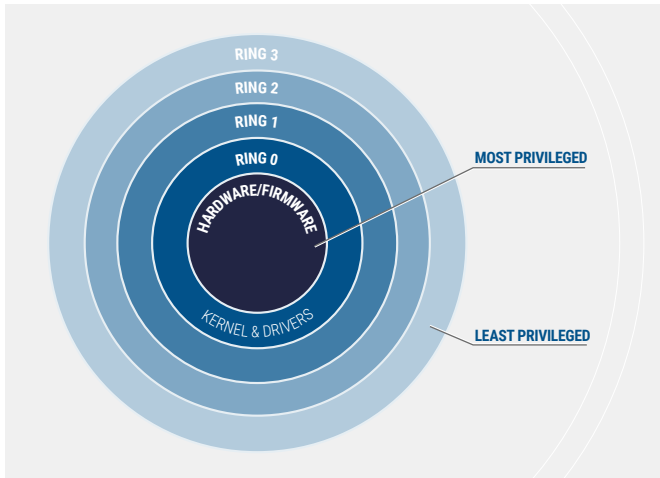 RING 3
RING 2
RING 1
RING 0
HARDWARE/FIRMWARE
KERNEL & DRIVERS
MOST PRIVILEGED
LEAST PRIVILEGED